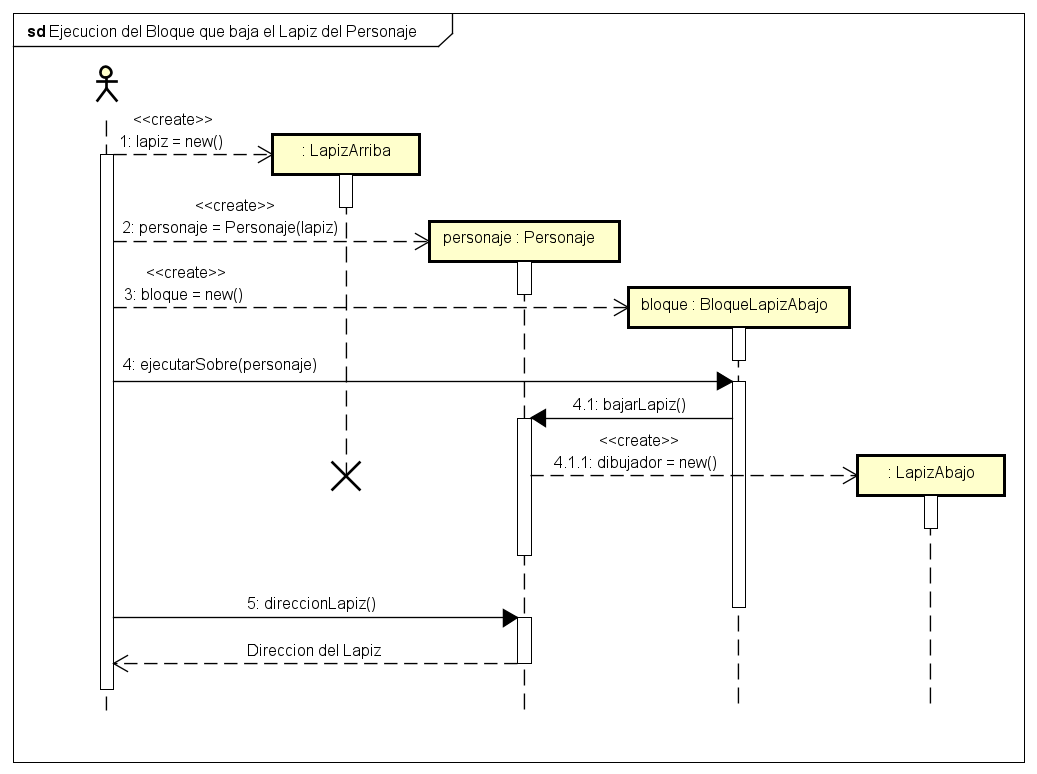 sd Ejecucion del Bloque que baja el Lapiz del Personaje
<<create>>
1: lapiz = new()
: LapizArriba
<<create>>
2: personaje = Personaje(lapiz)
personaje : Personaje
<<create>>
3: bloque = new()
bloque : BloqueLapizAbajo
4: ejecutarSobre(personaje)
4.1: bajarLapiz()
<<create>>
4.1.1: dibujador = new()
: LapizAbajo
5: direccionLapiz()
Direccion del Lapiz